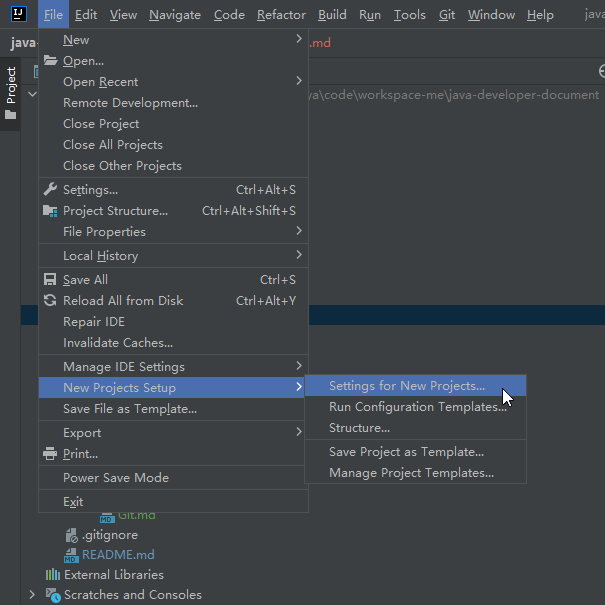 IJ File Edit View Navigate Code Refactor Build Run Tools Git Window Help java
java- .md
Project
va\code\workspace-me\java-developer-document
New
Open...
Open Recent
Remote Development...
Close Project
Close All Projects
Close Other Projects
Settings... Ctrl+Alt+S
Project Structure... Ctrl+Alt+Shift+S
File Properties
Local History
Save All Ctrl+S
Reload All from Disk Ctrl+Alt+Y
Repair IDE
Invalidate Caches...
Manage IDE Settings
New Projects Setup
Save File as Template...
Export
Print...
Power Save Mode
Exit
Settings for New Projects...
Run Configuration Templates...
Structure...
Save Project as Template...
Manage Project Templates...
Git.md
.gitignore
README.md
External Libraries
Scratches and Consoles